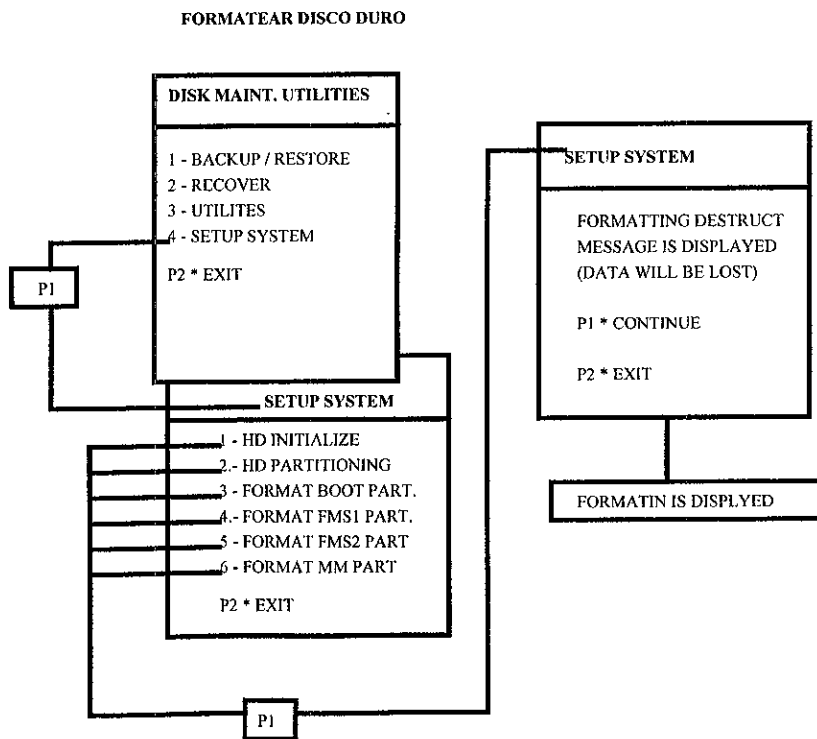 FORMATEAR DISCO DURO
DISK MAINT. UTILITIES
1 - BACKUP / RESTORE
2 - RECOVER
3 - UTILITES
4 - SETUP SYSTEM
P2 * EXIT
P1
SETUP SYSTEM
1 - HD INITIALIZE
2.- HD PARTITIONING
3 - FORMAT BOOT PART.
4.- FORMAT FMS1 PART.
5 - FORMAT FMS2 PART
6 - FORMAT MM PART
P2 * EXIT
P1
SETUP SYSTEM
FORMATTING DESTRUCT
MESSAGE IS DISPLAYED
(DATA WILL BE LOST)
P1 * CONTINUE
P2 * EXIT
FORMATIN IS DISPLYED